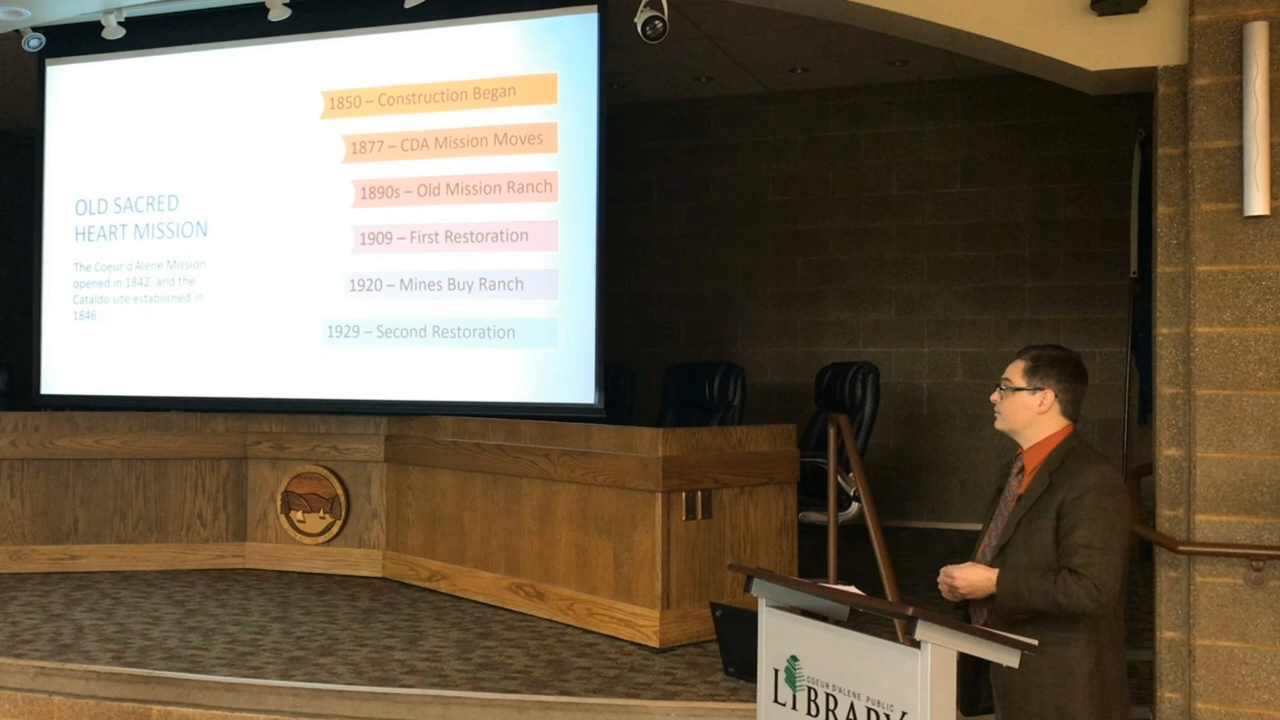 OLD SACRED
HEART MISSION
The Coeur d'Alene Mission
opened in 1842, and the
Cataldo site established in
1846
1850 – Construction Began
1877 – CDA Mission Moves
1890s – Old Mission Ranch
1909 – First Restoration
1920 – Mines Buy Ranch
1929 – Second Restoration
COEUR D'ALENE PUBLIC
LIBRARY